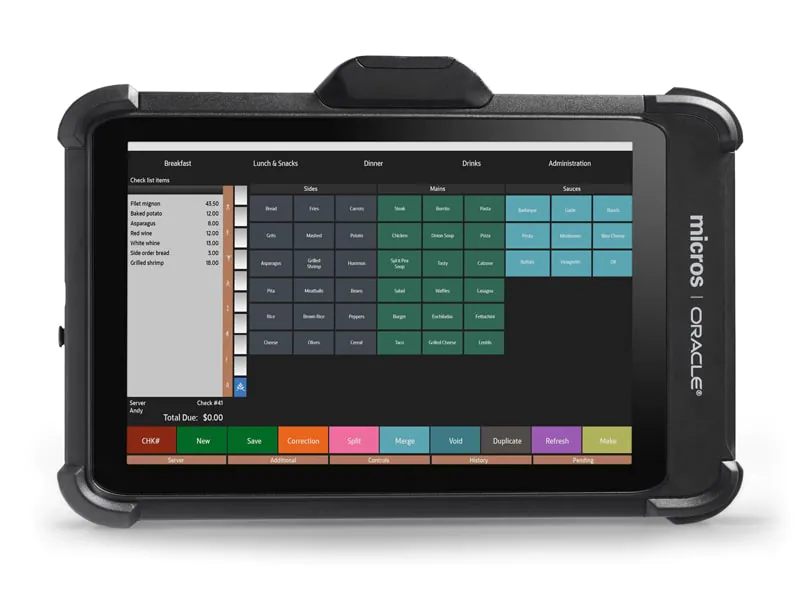 Breakfast Lunch & Snacks Dinner Drinks Administration
Check list items
Sides Mains Sauces
Filet mignon 43.50
Baked potato 12.00
Asparagus 8.00
Red wine 12.00
White whine 13.00
Side order bread 3.00
Grilled shrimp 18.00
Bread Fries Carrots Steak Burrito Pasta
Grits Mashed Potato Chicken Onion Soup Pizza
Asparagus Grilled Shrimp Hummus Split Pea Soup Tasty Calzone
Pita Meatballs Beans Salad Waffles Lasagna
Rice Brown Rice Peppers Burger Enchiladas Fettuchini
Cheese Olives Cereal Taco Grilled Cheese Lentils
Server Check #41
Andy
Total Due: $0.00
CHK# New Save Correction Split Merge Void Duplicate Refresh Make
Server Additional Controls History Pending
micros | ORACLE®